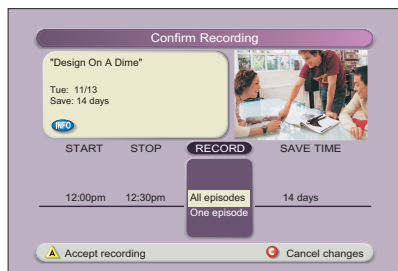 Confirm Recording
"Design On A Dime"
Tue: 11/13
Save: 14 days
INFO
START STOP RECORD SAVE TIME
12:00pm 12:30pm All episodes 14 days
One episode
A Accept recording C Cancel changes